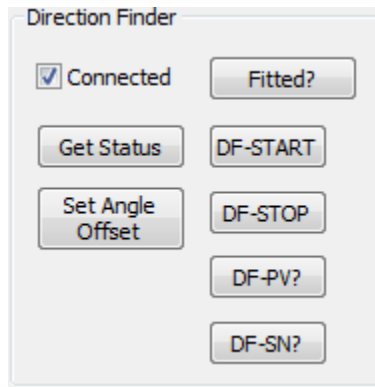 Direction Finder
Connected
Fitted?
Get Status
DF-START
Set Angle
Offset
DF-STOP
DF-PV?
DF-SN?